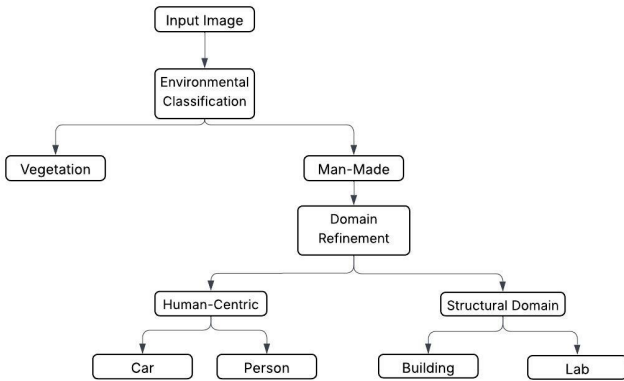 Input Image
Environmental
Classification
Vegetation
Man-Made
Domain
Refinement
Human-Centric
Structural Domain
Car
Person
Building
Lab